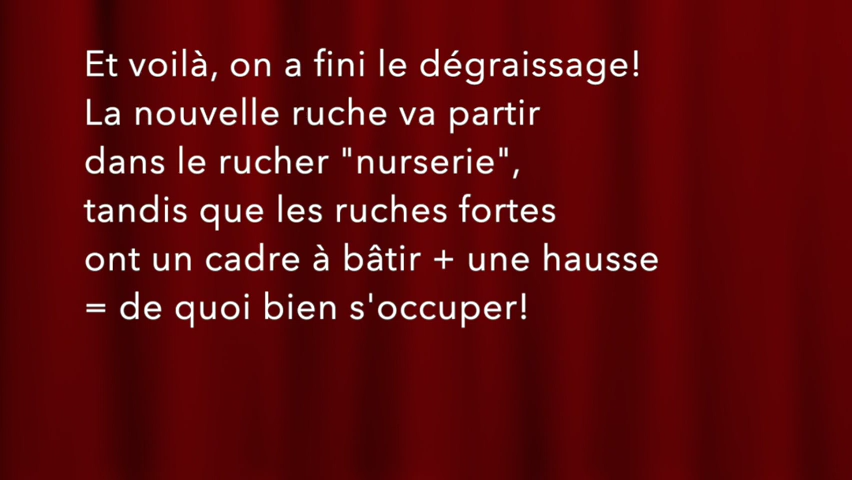 Et voilà, on a fini le dégraissage!
La nouvelle ruche va partir
dans le rucher "nurserie",
tandis que les ruches fortes
ont un cadre à bâtir + une hausse
= de quoi bien s'occuper!